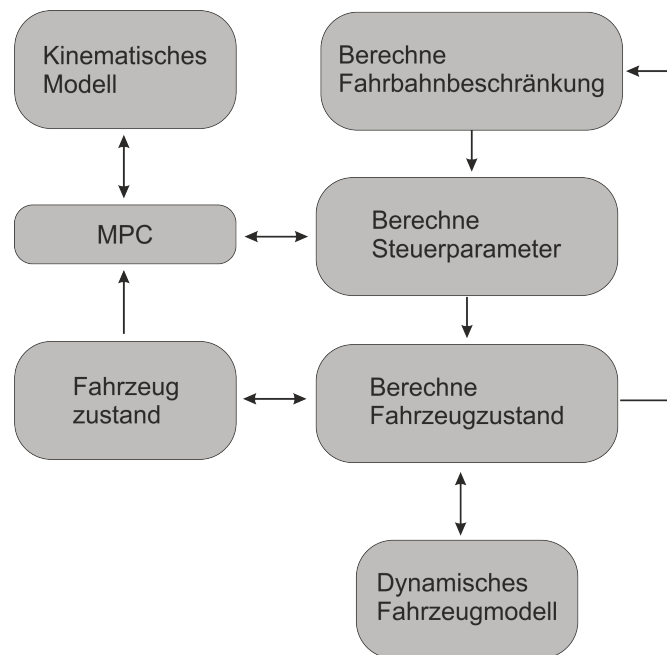 Kinematisches
Modell
Berechne
Fahrbahnbeschränkung
MPC
Berechne
Steuerparameter
Fahrzeug
zustand
Berechne
Fahrzeugzustand
Dynamisches
Fahrzeugmodell